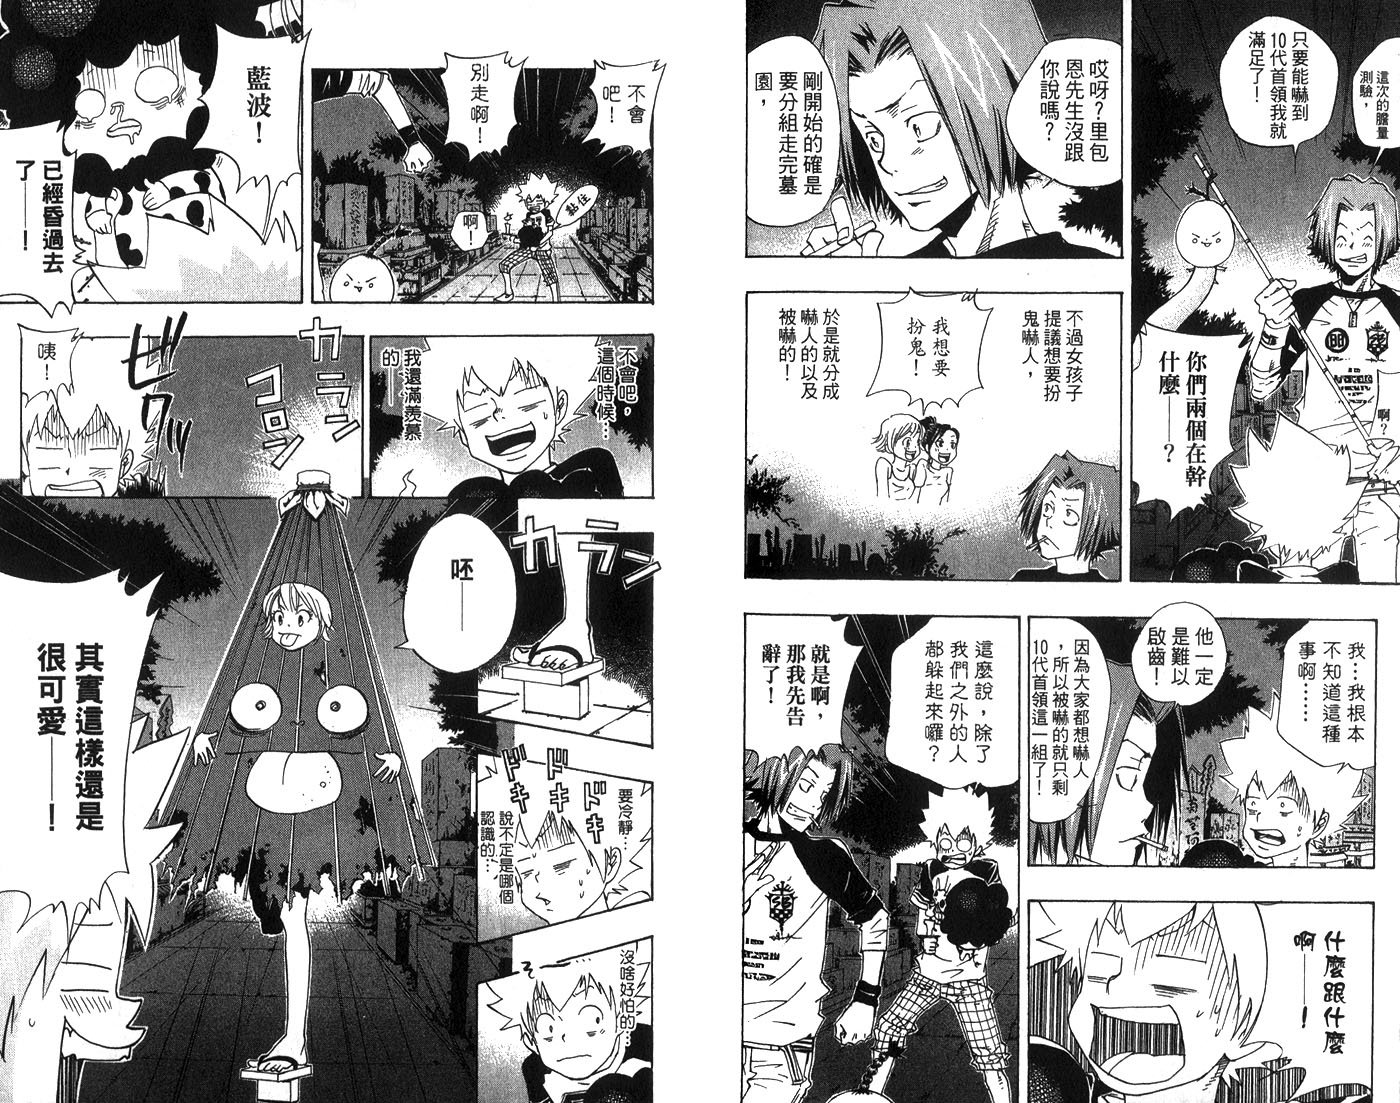 這次的膽量
測驗，
只要能嚇到
10代首領我就
滿足了！
你們兩個在幹
什麼——？
啊？
哎呀？里包
恩先生沒跟
你說嗎？
剛開始的確是
要分組走完墓
園，
不過女孩子
提議想要扮
鬼嚇人，
我想要
扮鬼！
於是就分成
嚇人的以及
被嚇的！
我…我根本
不知道這種
事啊……
他一定
是難以
啟齒！
因為大家都想嚇人
，所以被嚇的就只剩
10代首領這一組了！
什麼跟什麼
啊——！
這麼說，除了
我們之外的人
都躲起來囉？
就是啊，
那我先告
辭了！
不會
吧！
別走啊！
黏住
啊！
藍波！
已經昏過去
了——！
不會吧，
這個時候…
我還滿羨慕
的——
カラン
コロン
ビクッ
咦！
カラン
呸——
要冷靜…
說不定是哪個
認識的…
ドキ
ドキ
ドキ
沒啥好怕的…
其實這樣還是
很可愛——！